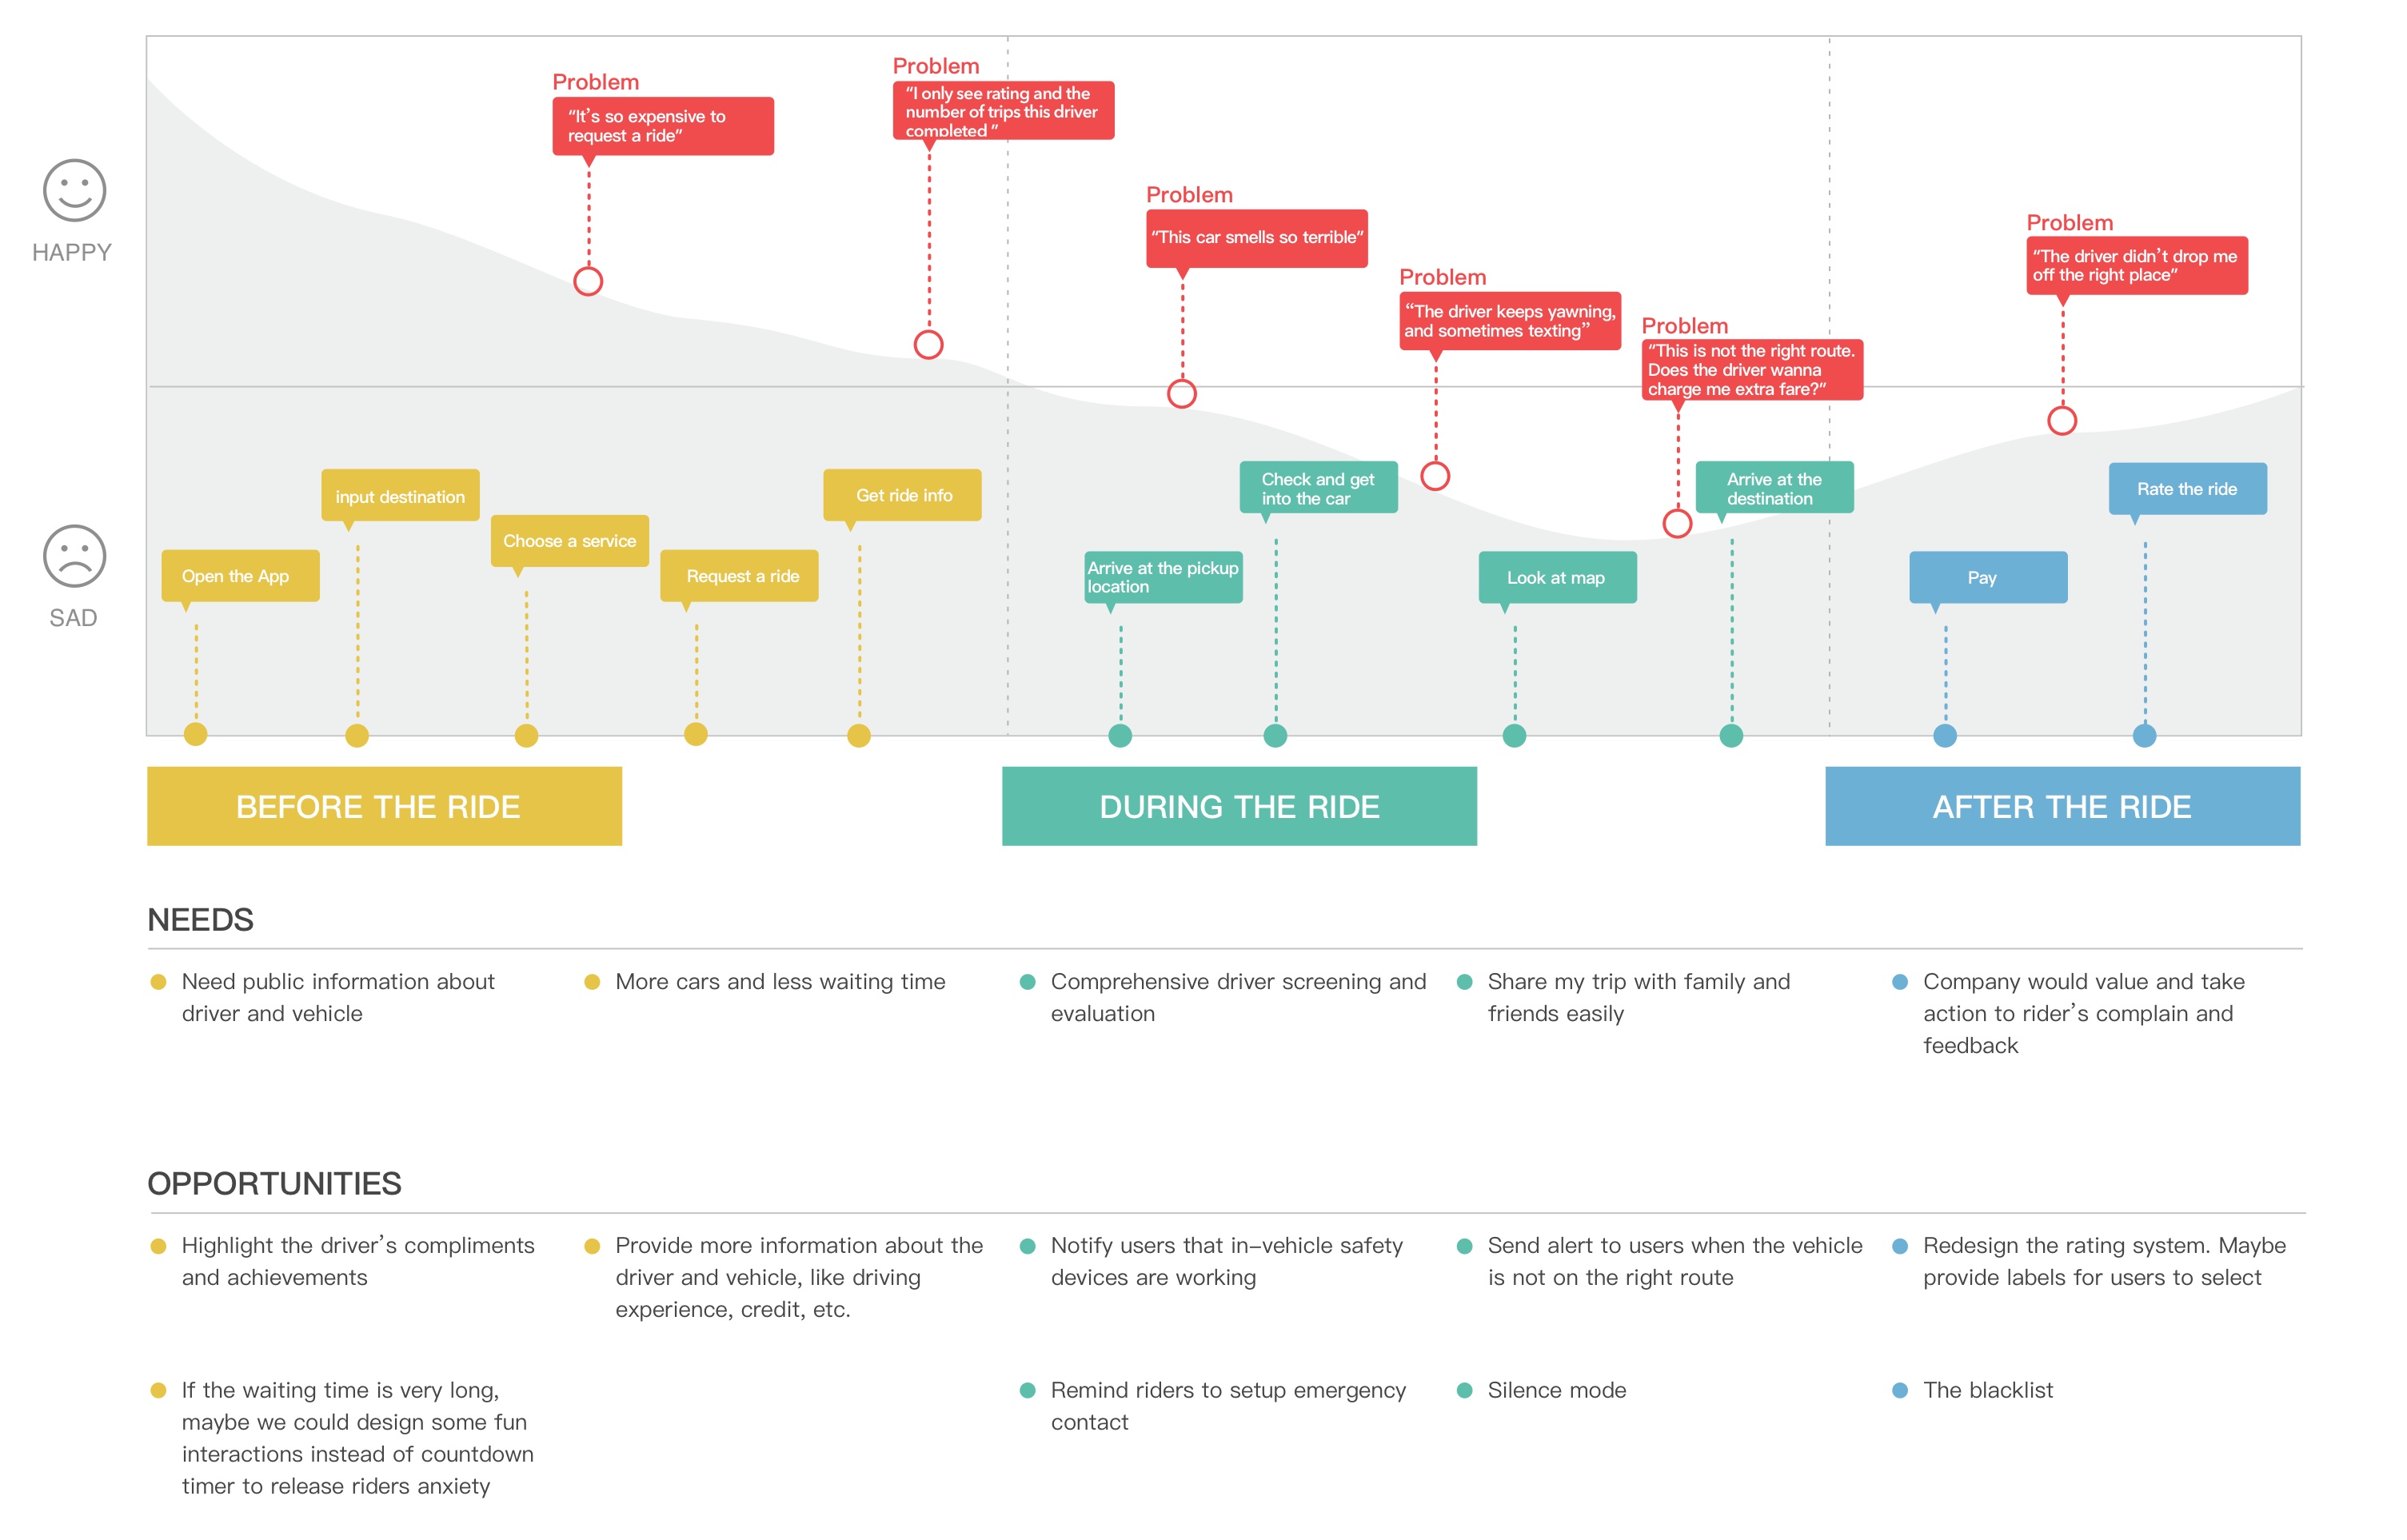 Problem
“It’s so expensive to
request a ride”
Problem
“I only see rating and the
number of trips this driver
completed ”
Problem
“This car smells so terrible”
Problem
“The driver keeps yawning,
and sometimes texting”
Problem
“This is not the right route.
Does the driver wanna
charge me extra fare?”
Problem
“The driver didn’t drop me
off the right place”
HAPPY
SAD
Open the App
input destination
Choose a service
Request a ride
Get ride info
Arrive at the pickup
location
Check and get
into the car
Look at map
Arrive at the
destination
Pay
Rate the ride
BEFORE THE RIDE
DURING THE RIDE
AFTER THE RIDE
NEEDS
Need public information about
driver and vehicle
More cars and less waiting time
Comprehensive driver screening and
evaluation
Share my trip with family and
friends easily
Company would value and take
action to rider’s complain and
feedback
OPPORTUNITIES
Highlight the driver’s compliments
and achievements
Provide more information about the
driver and vehicle, like driving
experience, credit, etc.
Notify users that in–vehicle safety
devices are working
Send alert to users when the vehicle
is not on the right route
Redesign the rating system. Maybe
provide labels for users to select
If the waiting time is very long,
maybe we could design some fun
interactions instead of countdown
timer to release riders anxiety
Remind riders to setup emergency
contact
Silence mode
The blacklist